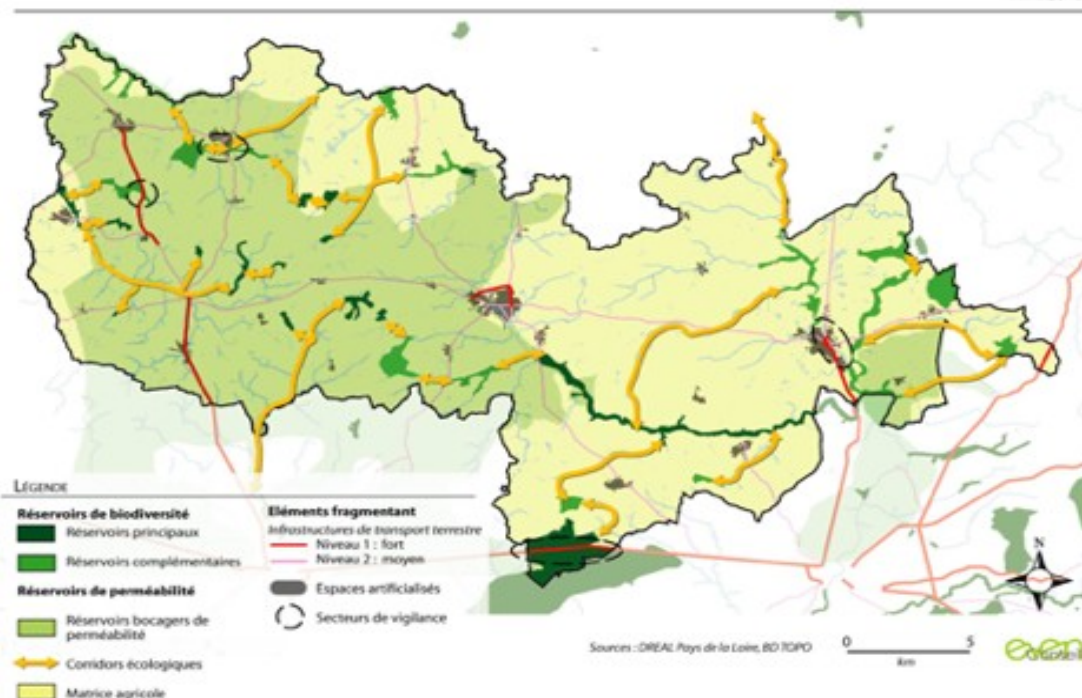 LÉGENDE
Réservoirs de biodiversité
Réservoirs principaux
Réservoirs complémentaires
Réservoirs de perméabilité
Réservoirs bocagers de
perméabilité
Corridors écologiques
Matrice agricole
Eléments fragmentant
Infrastructures de transport terrestre
Niveau 1 : fort
Niveau 2 : moyen
Espaces artificialisés
Secteurs de vigilance
Sources : DREAL Pays de la Loire, BD TOPO
0 5
km
N